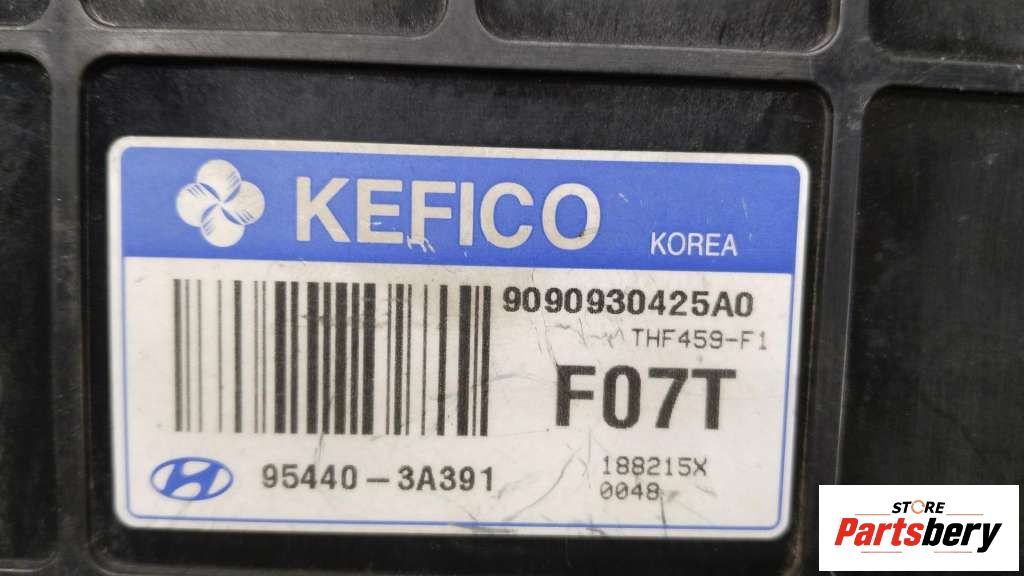 KEFICO KOREA
9090930425A0
THF459-F1
F07T
95440-3A391
188215X
0048
STORE
Partsbery